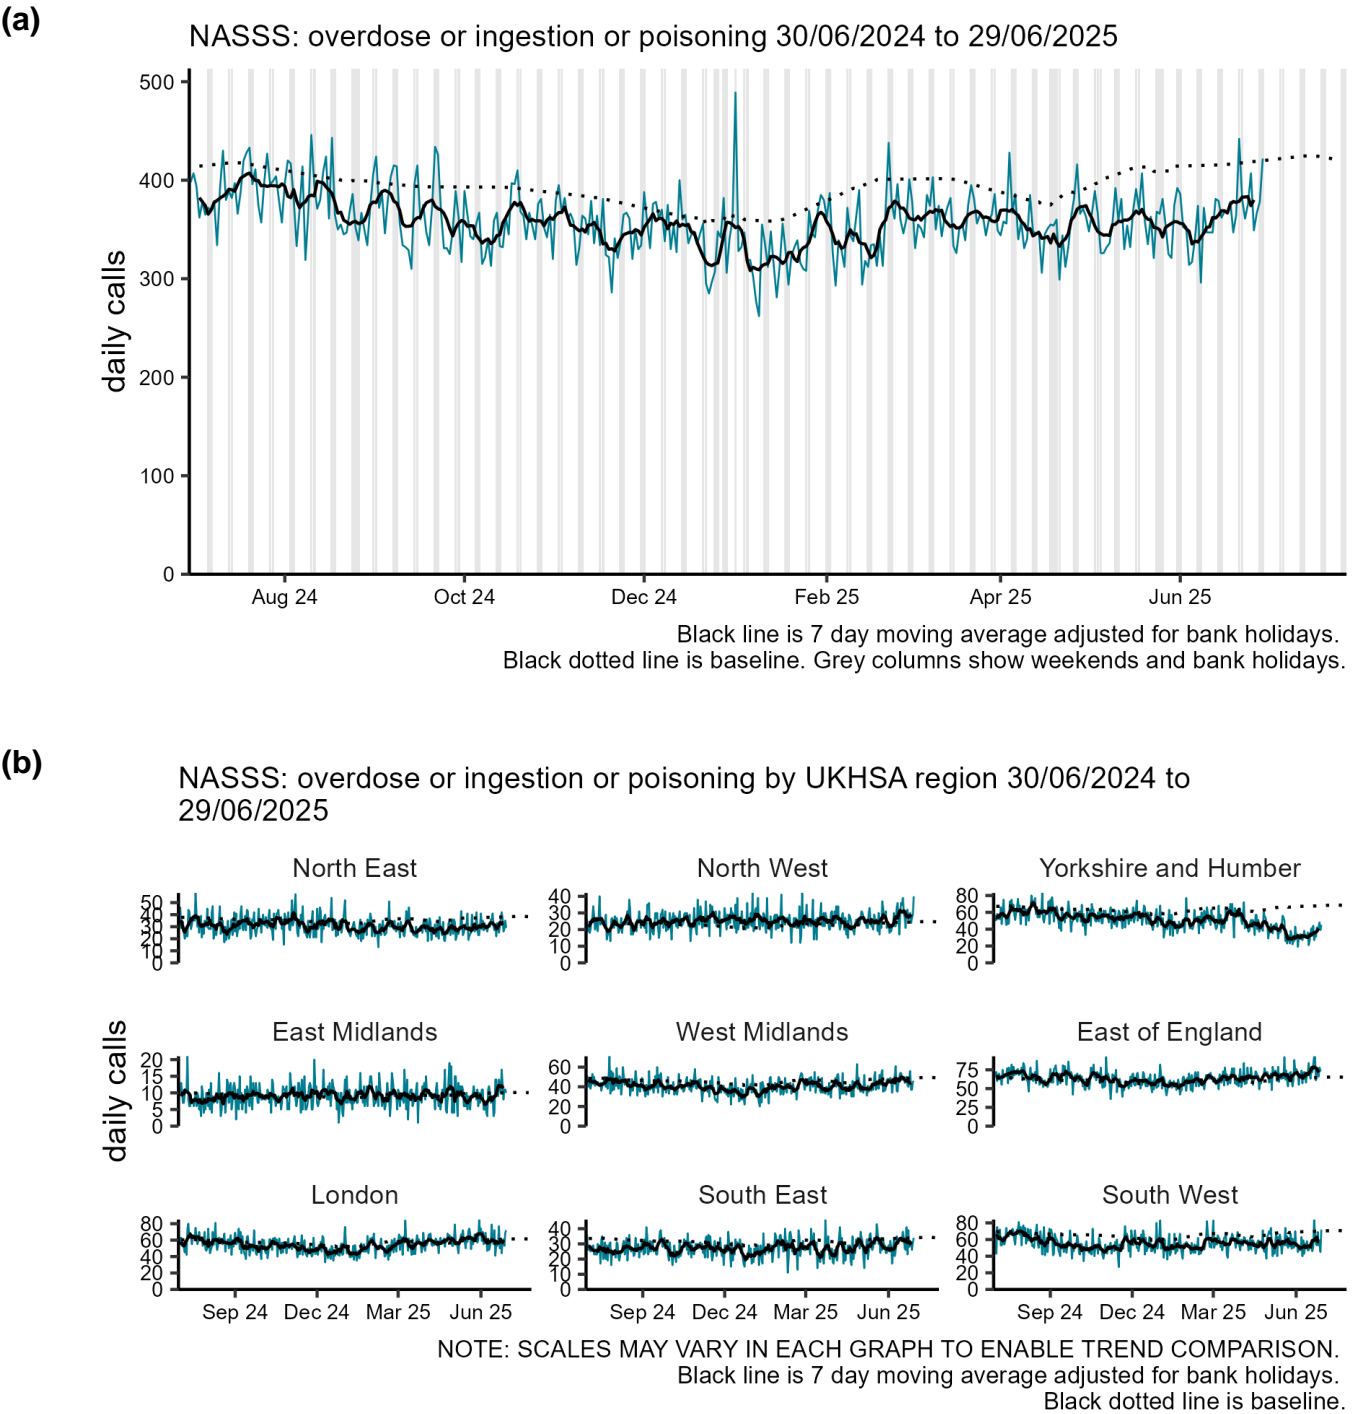 (a)
NASSS: overdose or ingestion or poisoning 30/06/2024 to 29/06/2025
daily calls
500
400
300
200
100
0
Aug 24 Oct 24 Dec 24 Feb 25 Apr 25 Jun 25
Black line is 7 day moving average adjusted for bank holidays.
Black dotted line is baseline. Grey columns show weekends and bank holidays.
(b)
NASSS: overdose or ingestion or poisoning by UKHSA region 30/06/2024 to
29/06/2025
daily calls
North East
50
40
30
20
10
0
North West
40
30
20
10
0
Yorkshire and Humber
80
60
40
20
0
East Midlands
20
15
10
5
0
West Midlands
60
40
20
0
East of England
75
50
25
0
London
80
60
40
20
0
South East
40
30
20
10
0
South West
80
60
40
20
0
Sep 24 Dec 24 Mar 25 Jun 25
Sep 24 Dec 24 Mar 25 Jun 25
Sep 24 Dec 24 Mar 25 Jun 25
NOTE: SCALES MAY VARY IN EACH GRAPH TO ENABLE TREND COMPARISON.
Black line is 7 day moving average adjusted for bank holidays.
Black dotted line is baseline.